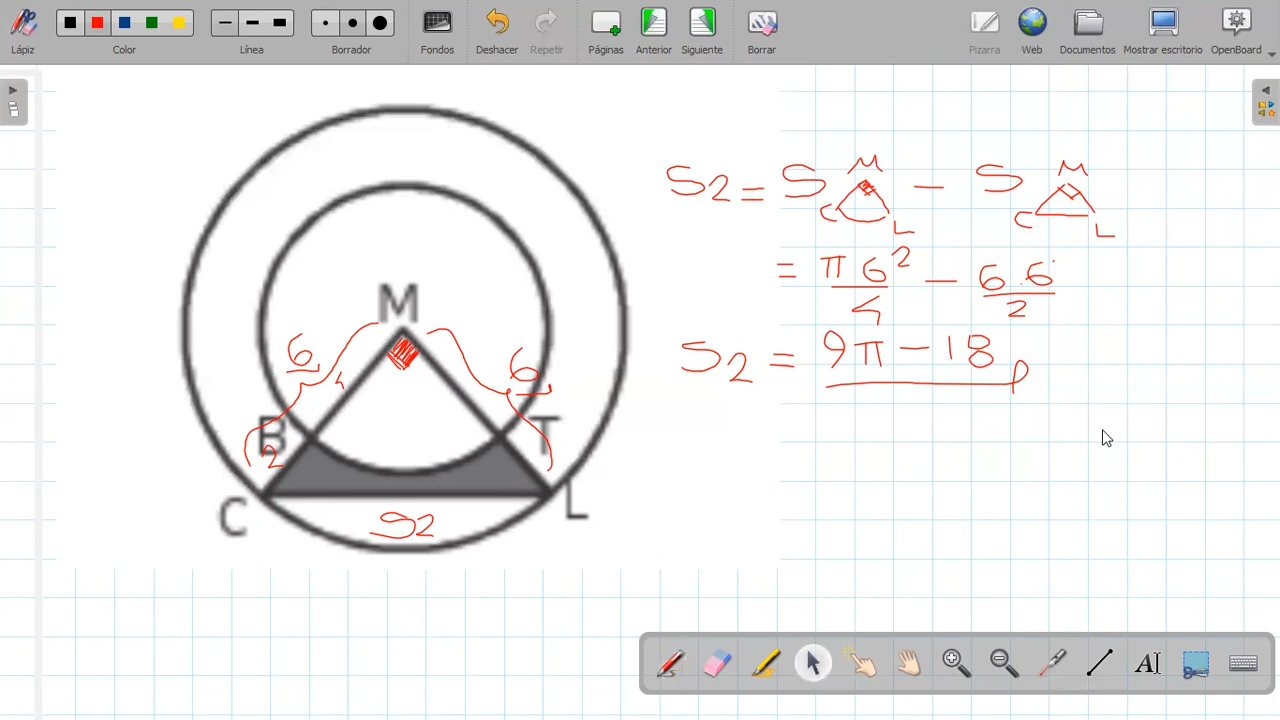 Lápiz
Color
Línea
Borrador
Fondos
Deshacer
Repetir
Páginas
Anterior
Siguiente
Borrar
Pizarra
Web
Documentos
Mostrar escritorio
OpenBoard
M
6
4
6
B
2
T
C
L
S2
M M
S2 = S - S
C L C L
= π6² / 4 - 6.6 / 2
S2 = 9π - 18
A